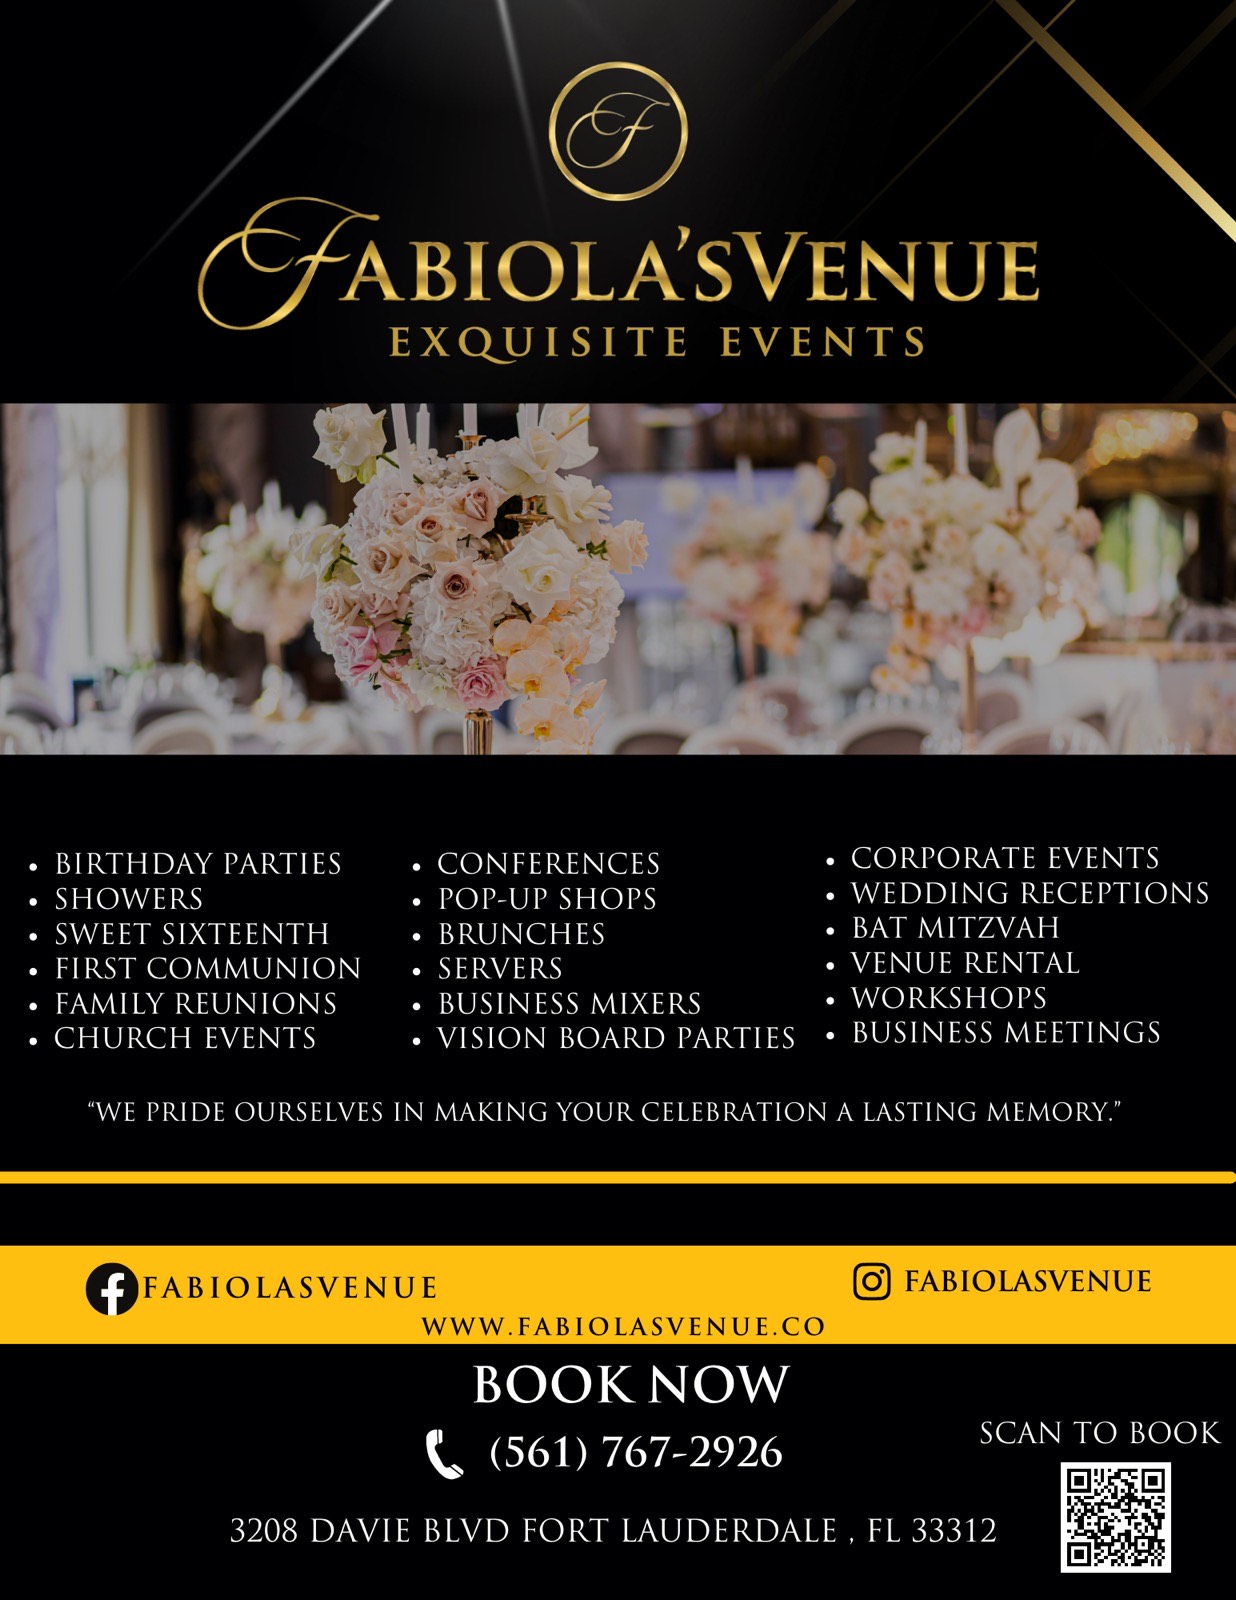 F
FABIOLA'SVENUE
EXQUISITE EVENTS
• BIRTHDAY PARTIES
• SHOWERS
• SWEET SIXTEENTH
• FIRST COMMUNION
• FAMILY REUNIONS
• CHURCH EVENTS
• CONFERENCES
• POP-UP SHOPS
• BRUNCHES
• SERVERS
• BUSINESS MIXERS
• VISION BOARD PARTIES
• CORPORATE EVENTS
• WEDDING RECEPTIONS
• BAT MITZVAH
• VENUE RENTAL
• WORKSHOPS
• BUSINESS MEETINGS
“WE PRIDE OURSELVES IN MAKING YOUR CELEBRATION A LASTING MEMORY.”
FABIOLASVENUE
FABIOLASVENUE
WWW.FABIOLASVENUE.CO
BOOK NOW
(561) 767-2926
SCAN TO BOOK
3208 DAVIE BLVD FORT LAUDERDALE , FL 33312